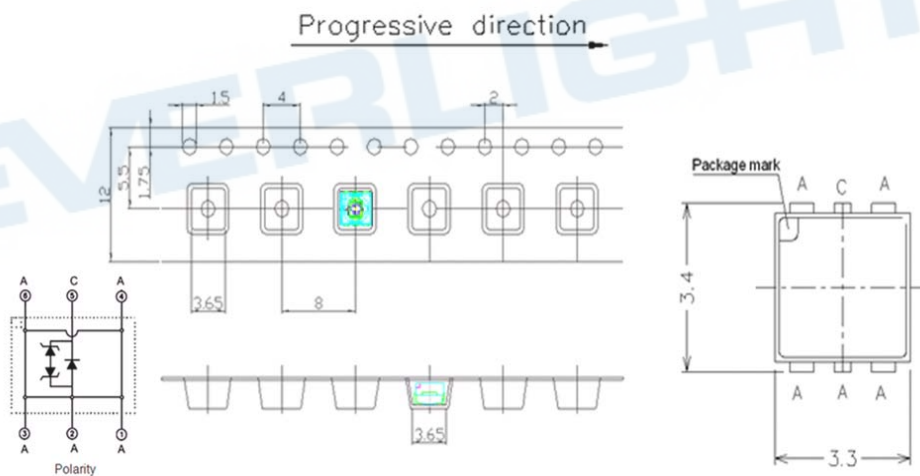 Progressive direction
EVERLIGHT
1.5
4
2
12
5.5
1.75
3.65
8
3.65
Package mark
A C A
3.4
A A A
3.3
A C A
6 5 4
3 2 1
A A A
Polarity